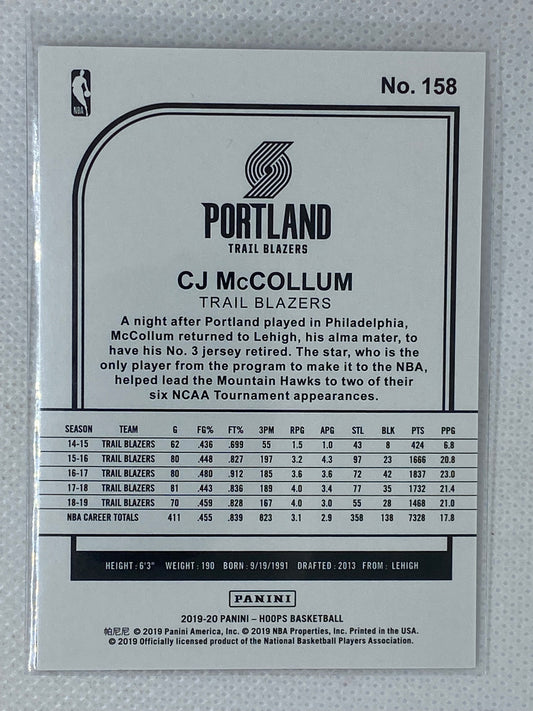 NBA
No. 158
PORTLAND
TRAIL BLAZERS
CJ McCOLLUM
TRAIL BLAZERS
A night after Portland played in Philadelphia,
McCollum returned to Lehigh, his alma mater, to
have his No. 3 jersey retired. The star, who is the
only player from the program to make it to the NBA,
helped lead the Mountain Hawks to two of their
six NCAA Tournament appearances.
SEASON TEAM G FG% FT% 3PM RPG APG STL BLK PTS PPG
14-15 TRAIL BLAZERS 62 .436 .699 55 1.5 1.0 43 8 424 6.8
15-16 TRAIL BLAZERS 80 .448 .827 197 3.2 4.3 97 23 1666 20.8
16-17 TRAIL BLAZERS 80 .480 .912 185 3.6 3.6 72 42 1837 23.0
17-18 TRAIL BLAZERS 81 .443 .836 189 4.0 3.4 77 35 1732 21.4
18-19 TRAIL BLAZERS 70 .459 .828 167 4.0 3.0 55 28 1468 21.0
NBA CAREER TOTALS 411 .455 .839 823 3.1 2.9 358 138 7328 17.8
HEIGHT: 6'3" WEIGHT: 190 BORN: 9/19/1991 DRAFTED: 2013 FROM: LEHIGH
PANINI
2019-20 PANINI – HOOPS BASKETBALL
帕尼尼 © 2019 Panini America, Inc. © 2019 NBA Properties, Inc. Printed in the USA.
© 2019 Officially licensed product of the National Basketball Players Association.